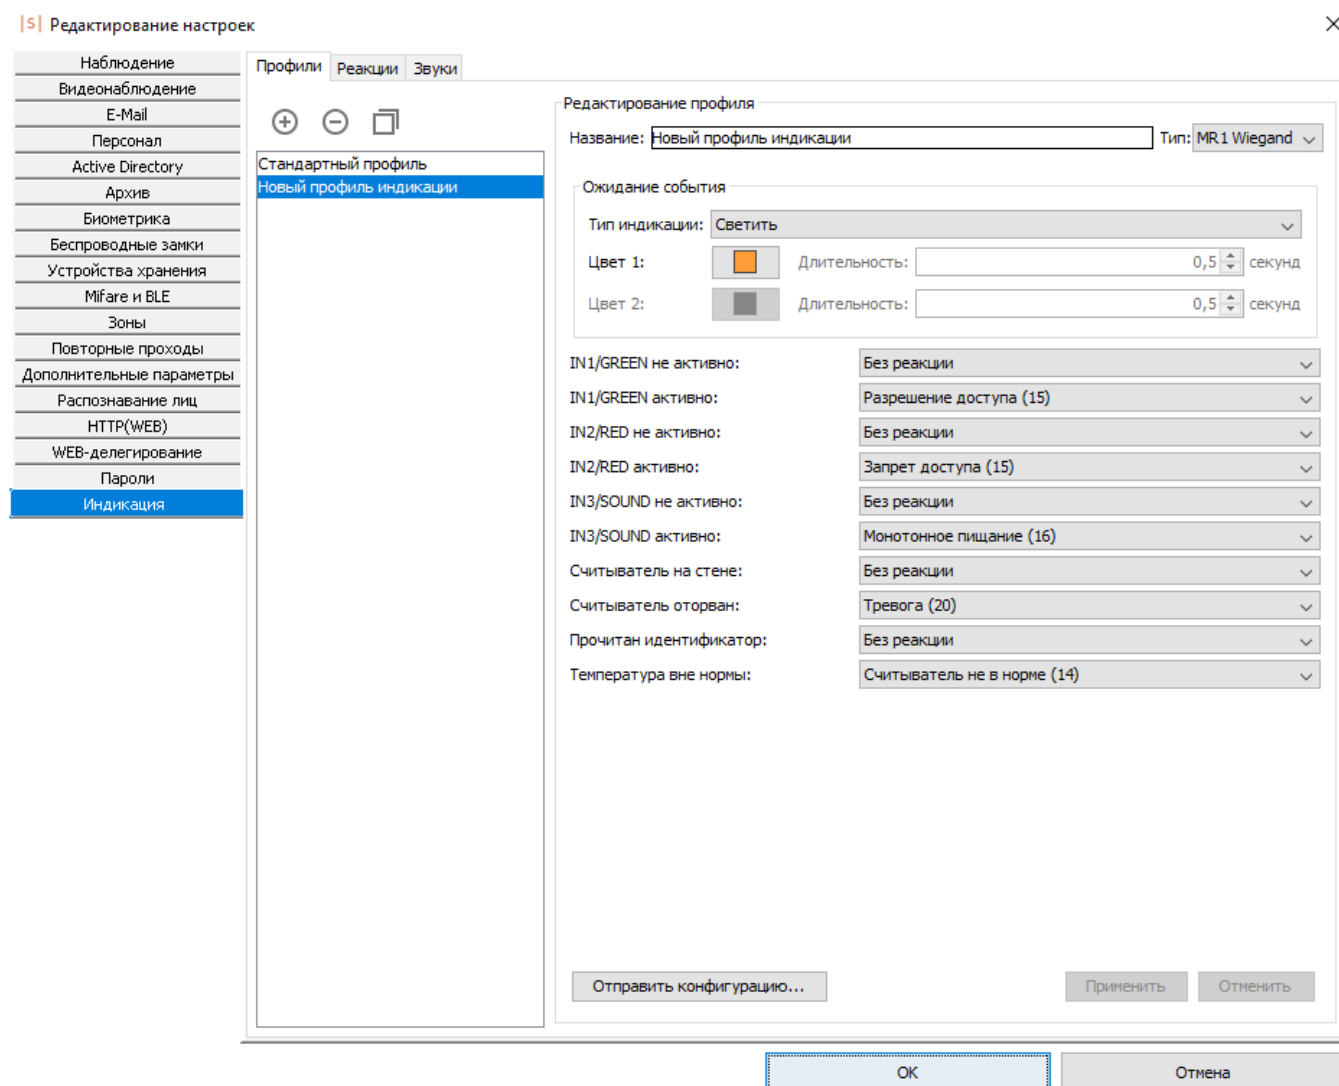 |S| Редактирование настроек
Наблюдение
Видеонаблюдение
E-Mail
Персонал
Active Directory
Архив
Биометрика
Беспроводные замки
Устройства хранения
Mifare и BLE
Зоны
Повторные проходы
Дополнительные параметры
Распознавание лиц
HTTP(WEB)
WEB-делегирование
Пароли
Индикация
Профили Реакции Звуки
Стандартный профиль
Новый профиль индикации
Редактирование профиля
Название: Новый профиль индикации Тип: MR1 Wiegand
Ожидание события
Тип индикации: Светить
Цвет 1: Длительность: 0,5 секунд
Цвет 2: Длительность: 0,5 секунд
IN1/GREEN не активно: Без реакции
IN1/GREEN активно: Разрешение доступа (15)
IN2/RED не активно: Без реакции
IN2/RED активно: Запрет доступа (15)
IN3/SOUND не активно: Без реакции
IN3/SOUND активно: Монотонное пищание (16)
Считыватель на стене: Без реакции
Считыватель оторван: Тревога (20)
Прочитан идентификатор: Без реакции
Температура вне нормы: Считыватель не в норме (14)
Отправить конфигурацию... Применить Отменить
OK Отмена